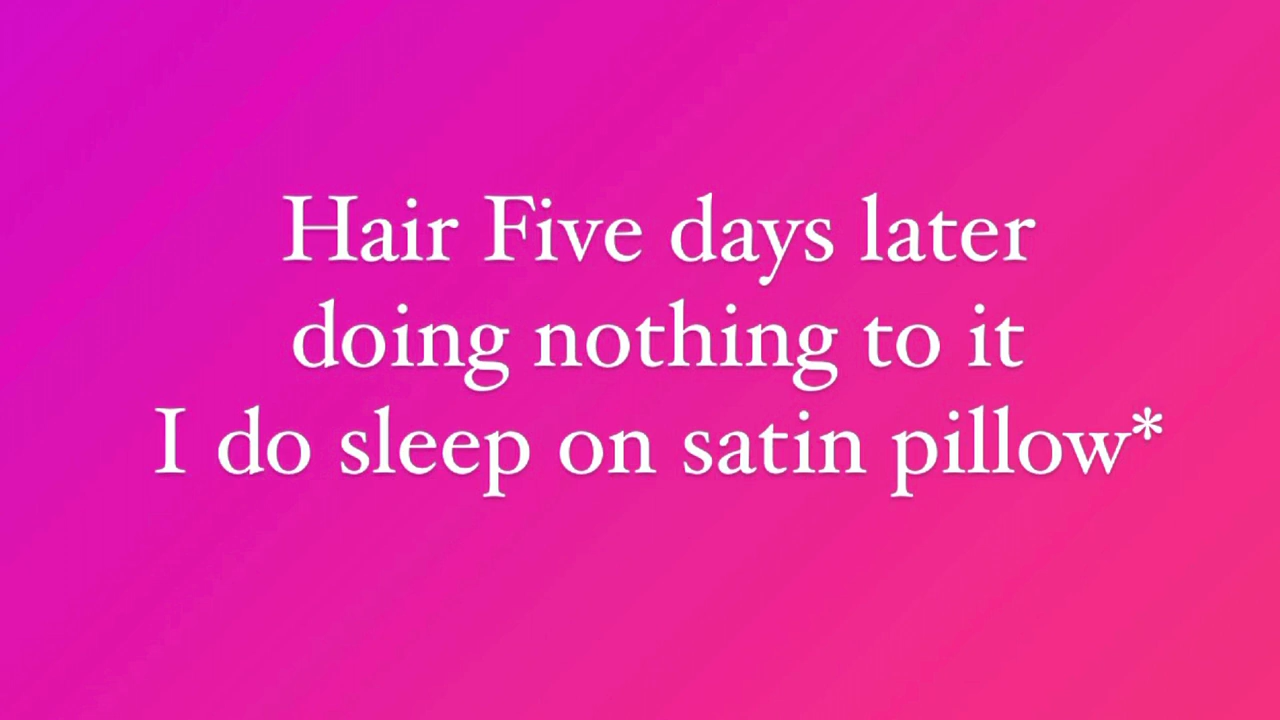 Hair Five days later
doing nothing to it
I do sleep on satin pillow*